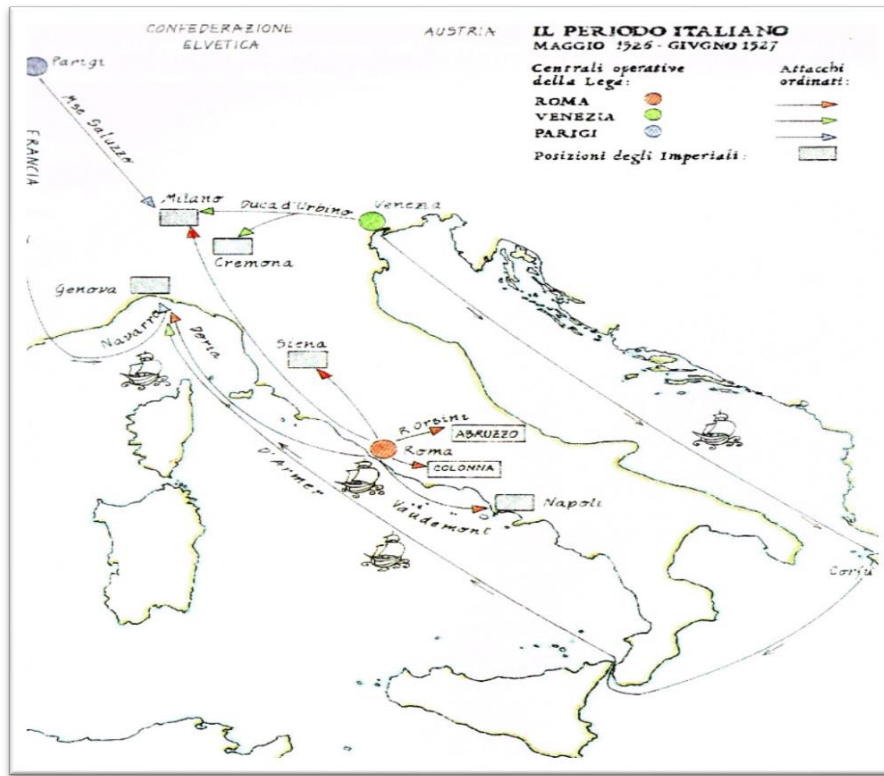 CONFEDERAZIONE
ELVETICA
AUSTRIA
IL PERIODO ITALIANO
MAGGIO 1526 - GIVGNO 1527
Centrali operative
della Lega:
Attacchi
ordinati:
ROMA
VENEZIA
PARIGI
Posizioni degli Imperiali:
Parigi
Mse Saluzzo
FRANCIA
Milano
Duca d'Urbino
Venezia
Cremona
Genova
Navarro
Doria
Siena
R. Orsini
ABRUZZO
Roma
COLONNA
D'Armer
Vaudemont
Napoli
Corfù